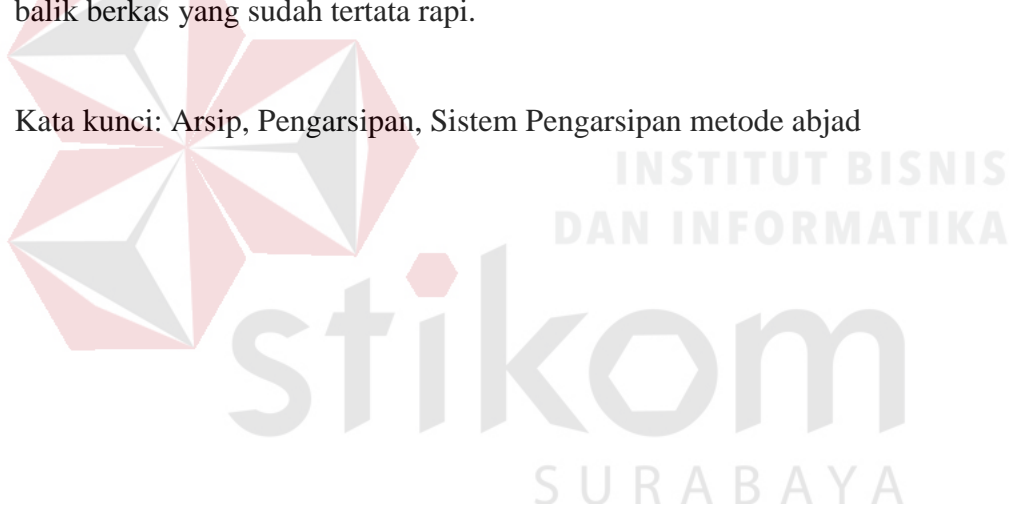 balik berkas yang sudah tertata rapi.
Kata kunci: Arsip, Pengarsipan, Sistem Pengarsipan metode abjad
INSTITUT BISNIS
DAN INFORMATIKA
stikom
SURABAYA